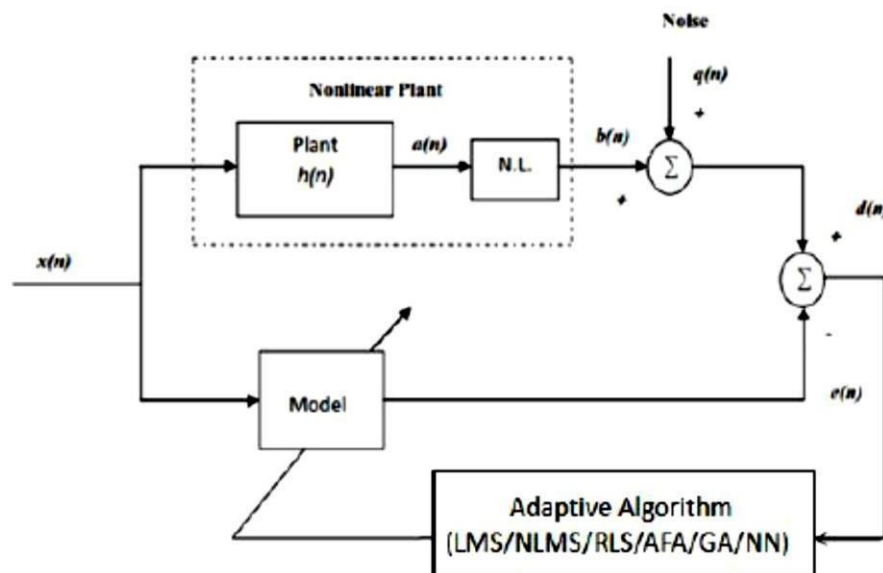 Noise
q(n)
+
Nonlinear Plant
Plant
h(n)
a(n)
N.L.
b(n)
+
Σ
d(n)
+
x(n)
Σ
-
Model
e(n)
Adaptive Algorithm
(LMS/NLMS/RLS/AFA/GA/NN)